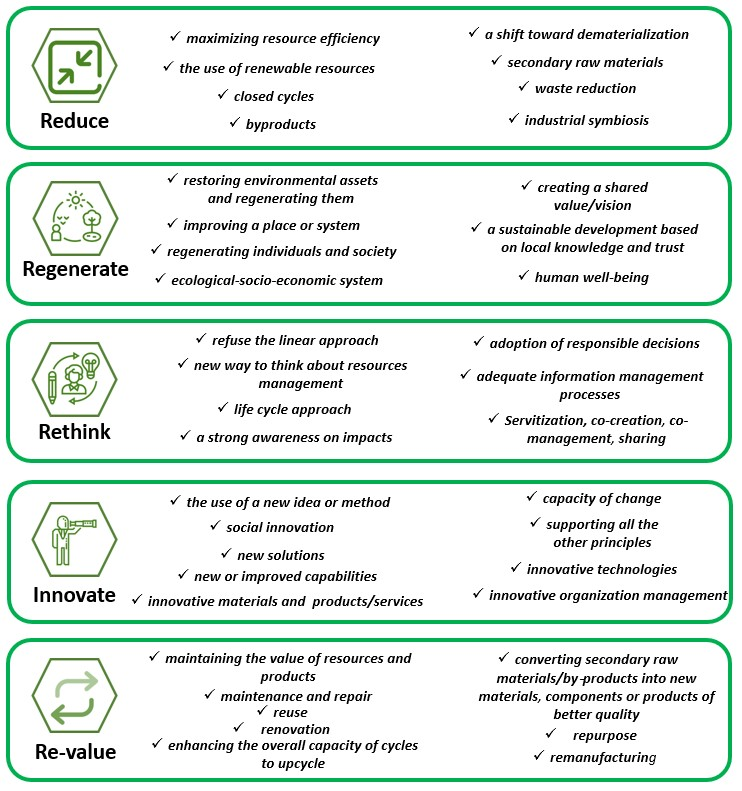 ✓ maximizing resource efficiency
✓ the use of renewable resources
✓ closed cycles
✓ byproducts
✓ a shift toward dematerialization
✓ secondary raw materials
✓ waste reduction
✓ industrial symbiosis
Reduce
✓ restoring environmental assets
and regenerating them
✓ improving a place or system
✓ regenerating individuals and society
✓ ecological-socio-economic system
✓ creating a shared
value/vision
✓ a sustainable development based
on local knowledge and trust
✓ human well-being
Regenerate
✓ refuse the linear approach
✓ new way to think about resources
management
✓ life cycle approach
✓ a strong awareness on impacts
✓ adoption of responsible decisions
✓ adequate information management
processes
✓ Servitization, co-creation, co-
management, sharing
Rethink
✓ the use of a new idea or method
✓ social innovation
✓ new solutions
✓ new or improved capabilities
✓ innovative materials and products/services
✓ capacity of change
✓ supporting all the
other principles
✓ innovative technologies
✓ innovative organization management
Innovate
✓ maintaining the value of resources and
products
✓ maintenance and repair
✓ reuse
✓ renovation
✓ enhancing the overall capacity of cycles
to upcycle
✓ converting secondary raw
materials/by-products into new
materials, components or products of
better quality
✓ repurpose
✓ remanufacturing
Re-value